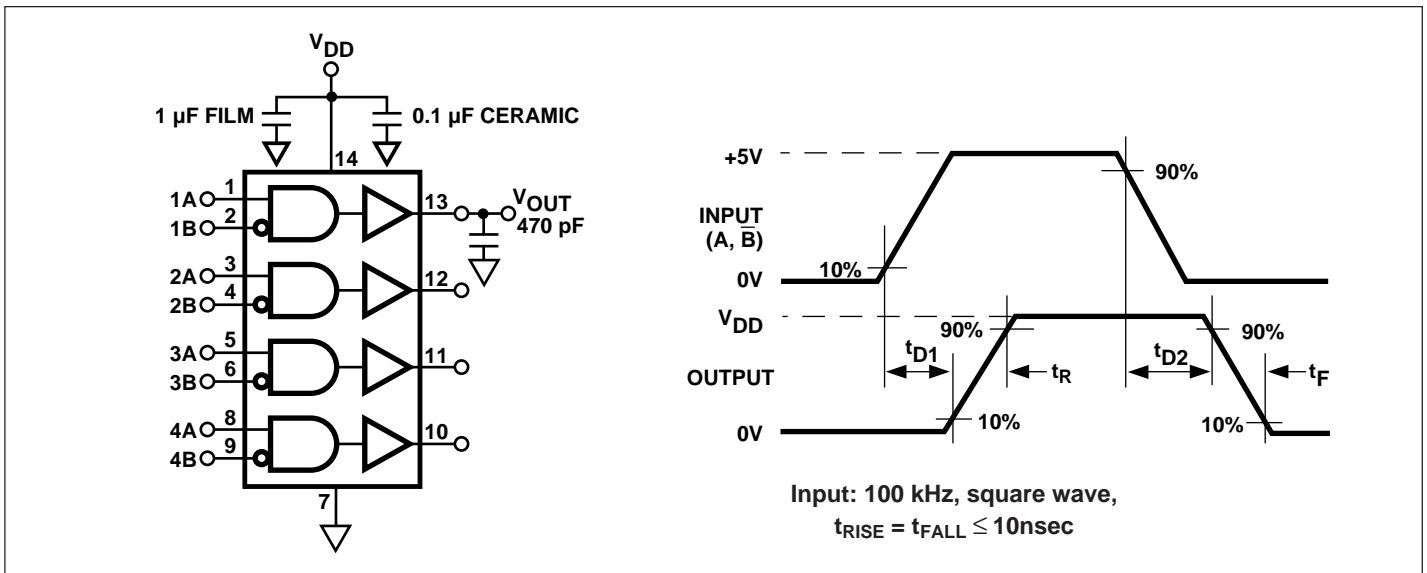 VDD
1 µF FILM
0.1 µF CERAMIC
14
1A
1
1B
2
13
VOUT
470 pF
2A
3
2B
4
12
3A
5
3B
6
11
4A
8
4B
9
10
7
+5V
90%
INPUT
(A, B̅)
10%
0V
VDD
90%
90%
tD1
tR
tD2
tF
OUTPUT
10%
10%
0V
Input: 100 kHz, square wave,
tRISE = tFALL ≤ 10nsec